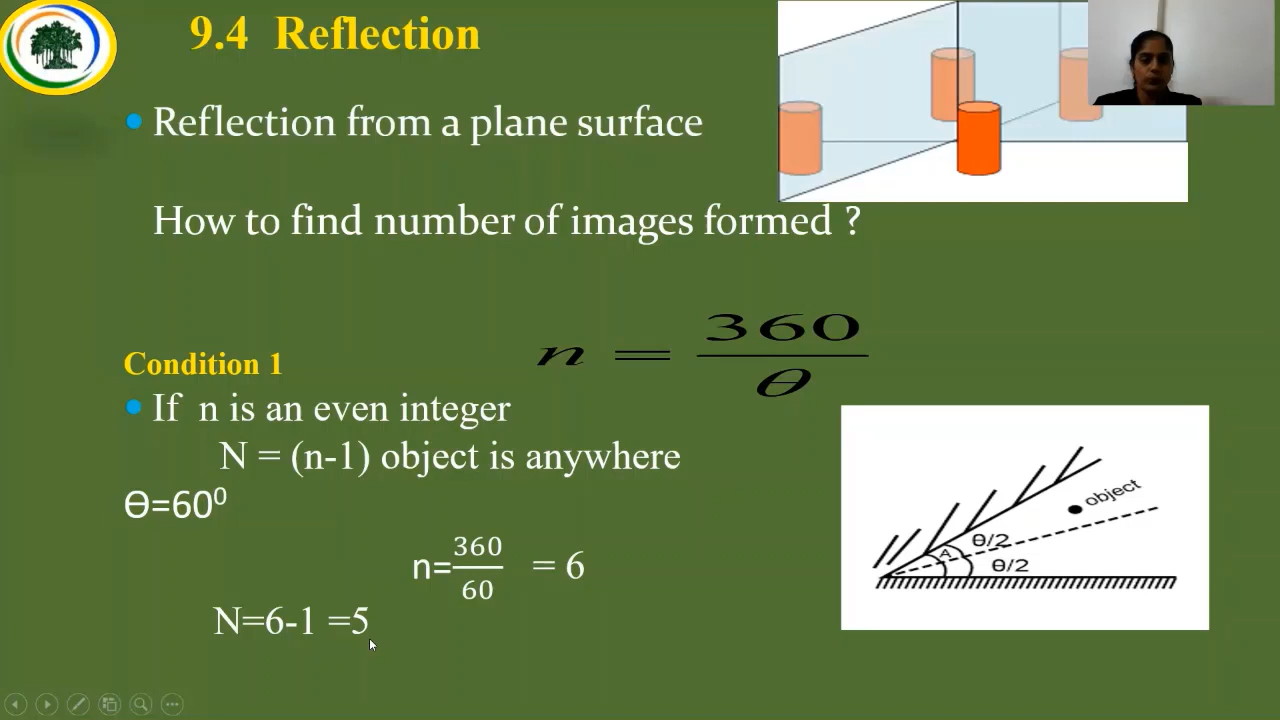 9.4 Reflection
• Reflection from a plane surface
How to find number of images formed ?
n = 360/θ
Condition 1
• If n is an even integer
N = (n-1) object is anywhere
Ɵ=60⁰
n=360/60 = 6
N=6-1 =5
object
A
θ/2
θ/2